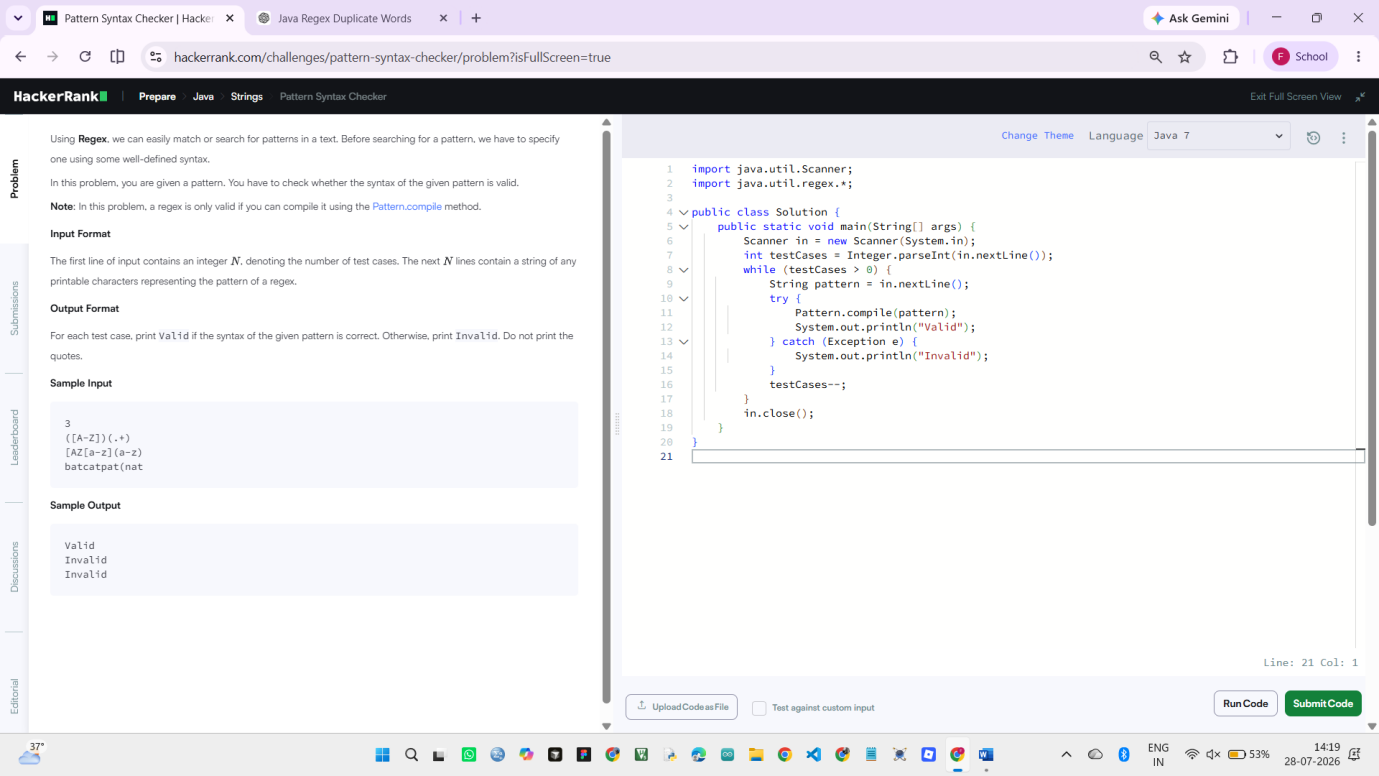 Pattern Syntax Checker | Hacker
Java Regex Duplicate Words
Ask Gemini
hackerrank.com/challenges/pattern-syntax-checker/problem?isFullScreen=true
F School
HackerRank | Prepare > Java > Strings > Pattern Syntax Checker
Exit Full Screen View
Problem
Submissions
Leaderboard
Discussions
Editorial
Using Regex, we can easily match or search for patterns in a text. Before searching for a pattern, we have to specify
one using some well-defined syntax.
In this problem, you are given a pattern. You have to check whether the syntax of the given pattern is valid.
Note: In this problem, a regex is only valid if you can compile it using the Pattern.compile method.
Input Format
The first line of input contains an integer N, denoting the number of test cases. The next N lines contain a string of any
printable characters representing the pattern of a regex.
Output Format
For each test case, print Valid if the syntax of the given pattern is correct. Otherwise, print Invalid. Do not print the
quotes.
Sample Input
3
([A-Z])(.+)
[AZ[a-z](a-z)
batcatpat(nat
Sample Output
Valid
Invalid
Invalid
Change Theme Language Java 7
1 import java.util.Scanner;
2 import java.util.regex.*;
3
4 public class Solution {
5 public static void main(String[] args) {
6 Scanner in = new Scanner(System.in);
7 int testCases = Integer.parseInt(in.nextLine());
8 while (testCases > 0) {
9 String pattern = in.nextLine();
10 try {
11 Pattern.compile(pattern);
12 System.out.println("Valid");
13 } catch (Exception e) {
14 System.out.println("Invalid");
15 }
16 testCases--;
17 }
18 in.close();
19 }
20 }
21
Line: 21 Col: 1
Upload Code as File
Test against custom input
Run Code
Submit Code
37°
ENG
IN
53%
14:19
28-07-2026